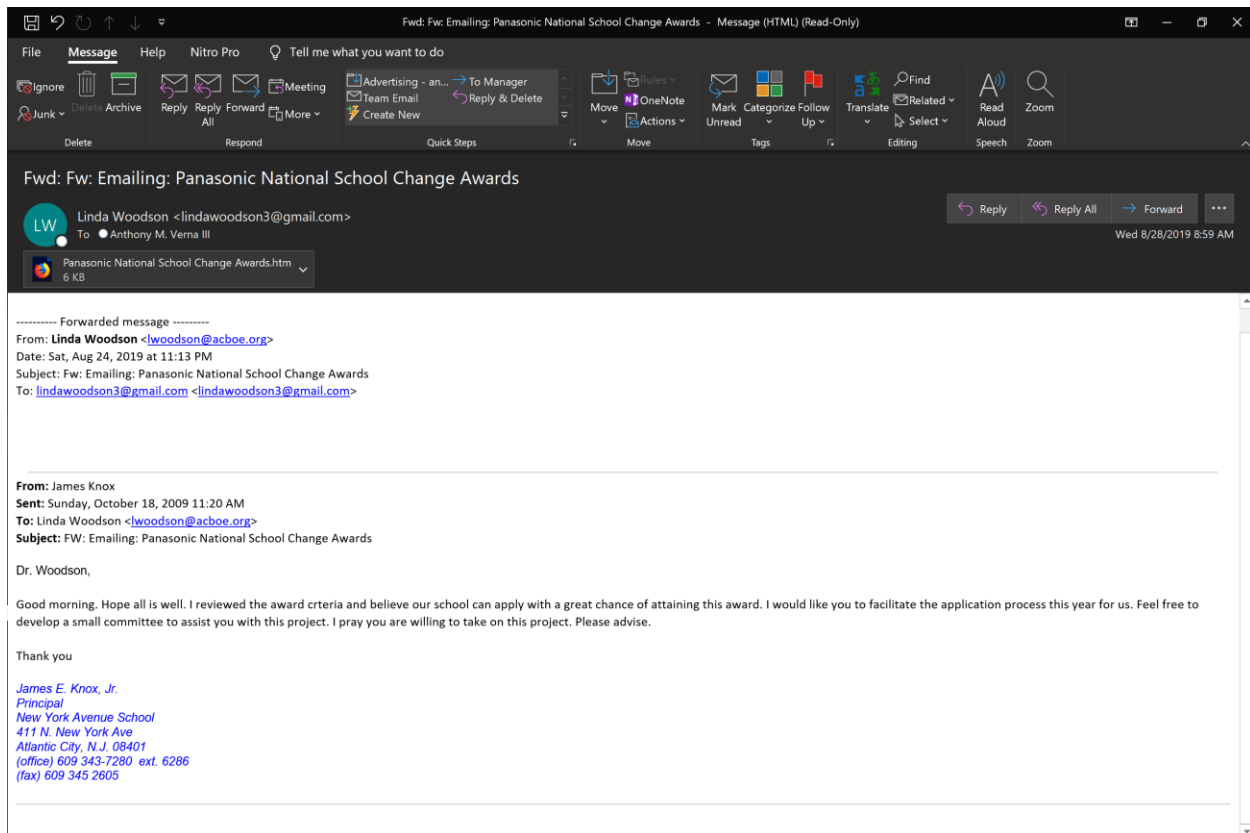 Fwd: Fw: Emailing: Panasonic National School Change Awards - Message (HTML) (Read-Only)
File Message Help Nitro Pro Tell me what you want to do
Ignore
Junk
Delete
Archive
Reply
Reply All
Forward
Meeting
More
Advertising - an...
To Manager
Team Email
Reply & Delete
Create New
Move
Rules
OneNote
Actions
Mark Unread
Categorize
Follow Up
Translate
Find
Related
Select
Read Aloud
Zoom
Delete Respond Quick Steps Move Tags Editing Speech Zoom
Fwd: Fw: Emailing: Panasonic National School Change Awards
LW
Linda Woodson <lindawoodson3@gmail.com>
To Anthony M. Verna III
Reply Reply All Forward
Wed 8/28/2019 8:59 AM
Panasonic National School Change Awards.htm
6 KB
---------- Forwarded message ---------
From: Linda Woodson <lwoodson@acboe.org>
Date: Sat, Aug 24, 2019 at 11:13 PM
Subject: Fw: Emailing: Panasonic National School Change Awards
To: lindawoodson3@gmail.com <lindawoodson3@gmail.com>
From: James Knox
Sent: Sunday, October 18, 2009 11:20 AM
To: Linda Woodson <lwoodson@acboe.org>
Subject: FW: Emailing: Panasonic National School Change Awards
Dr. Woodson,
Good morning. Hope all is well. I reviewed the award crteria and believe our school can apply with a great chance of attaining this award. I would like you to facilitate the application process this year for us. Feel free to
develop a small committee to assist you with this project. I pray you are willing to take on this project. Please advise.
Thank you
James E. Knox, Jr.
Principal
New York Avenue School
411 N. New York Ave
Atlantic City, N.J. 08401
(office) 609 343-7280 ext. 6286
(fax) 609 345 2605